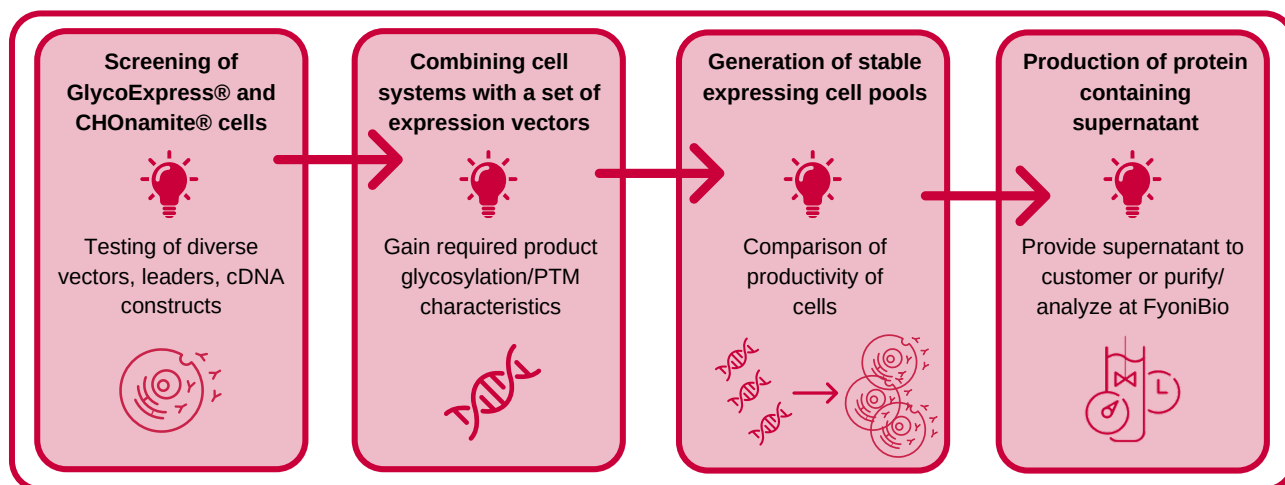 Screening of
GlycoExpress® and
CHOnamite® cells
Testing of diverse
vectors, leaders, cDNA
constructs
Combining cell
systems with a set of
expression vectors
Gain required product
glycosylation/PTM
characteristics
Generation of stable
expressing cell pools
Comparison of
productivity of
cells
Production of protein
containing
supernatant
Provide supernatant to
customer or purify/
analyze at FyoniBio